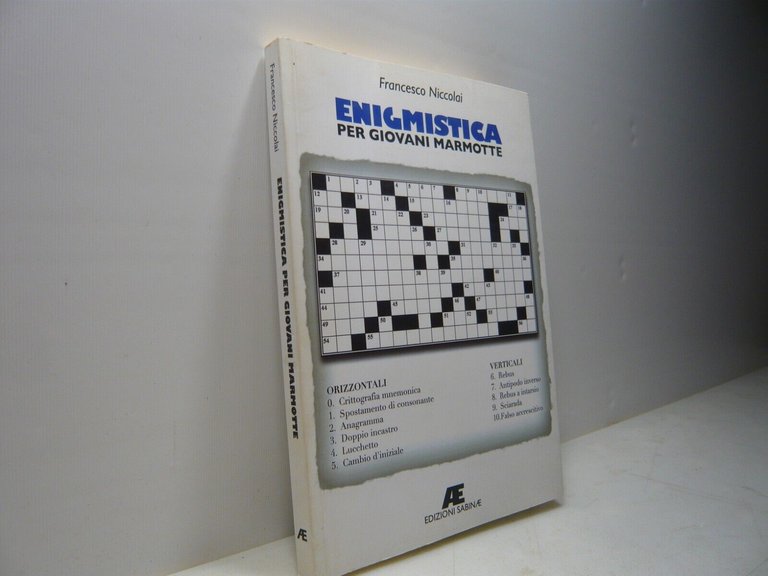 Francesco Niccolai
ENIGMISTICA
PER GIOVANI MARMOTTE
ORIZZONTALI
0. Crittografia mnemonica
1. Spostamento di consonante
2. Anagramma
3. Doppio incastro
4. Lucchetto
5. Cambio d'iniziale
VERTICALI
6. Rebus
7. Antipodo inverso
8. Rebus a intarsio
9. Sciarada
10.Falso accrescitivo
Æ
EDIZIONI SABINÆ
Francesco Niccolai
ENIGMISTICA PER GIOVANI MARMOTTE
Æ